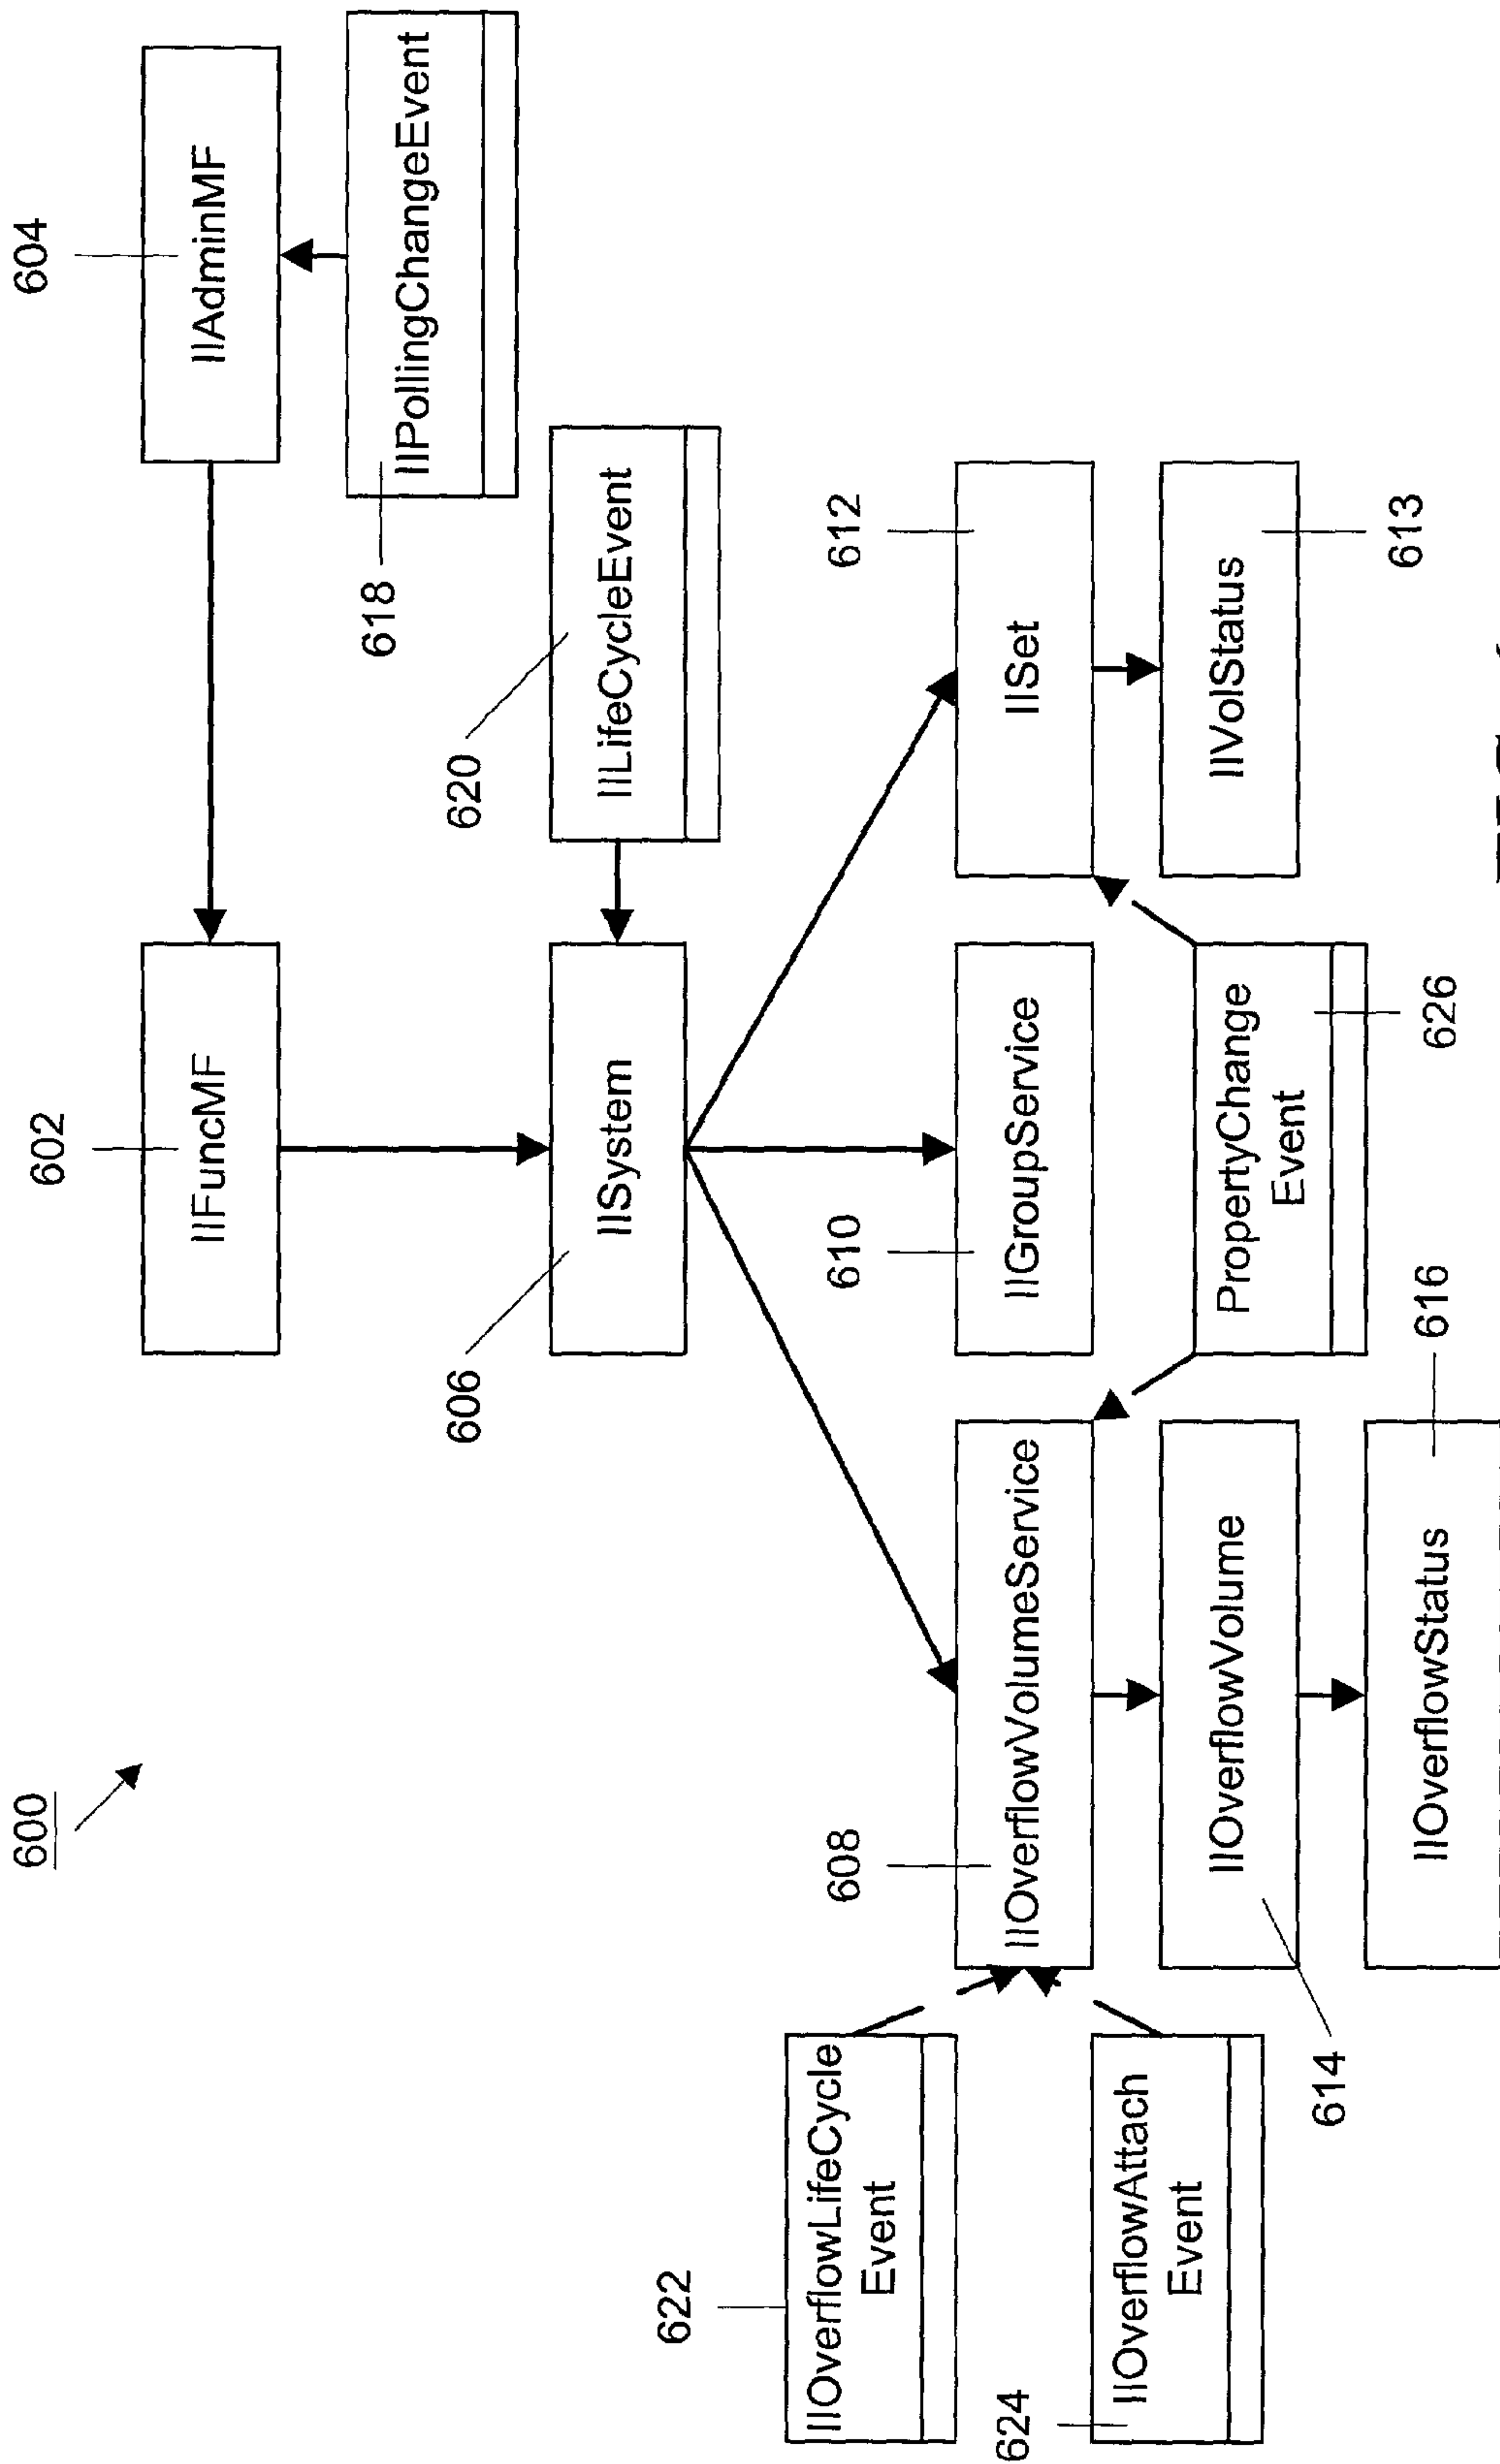 600
602
604
IIFuncMF
IIAdminMF
618
IIPollingChangeEvent
606
620
IISystem
IILifeCycleEvent
622
IIOverflowLifeCycle
Event
608
610
612
IIOverflowVolumeService
IIGroupService
IISet
624
IIOverflowAttach
Event
614
IIOverflowVolume
PropertyChange
Event
IIVolStatus
616
626
613
IIOverflowStatus